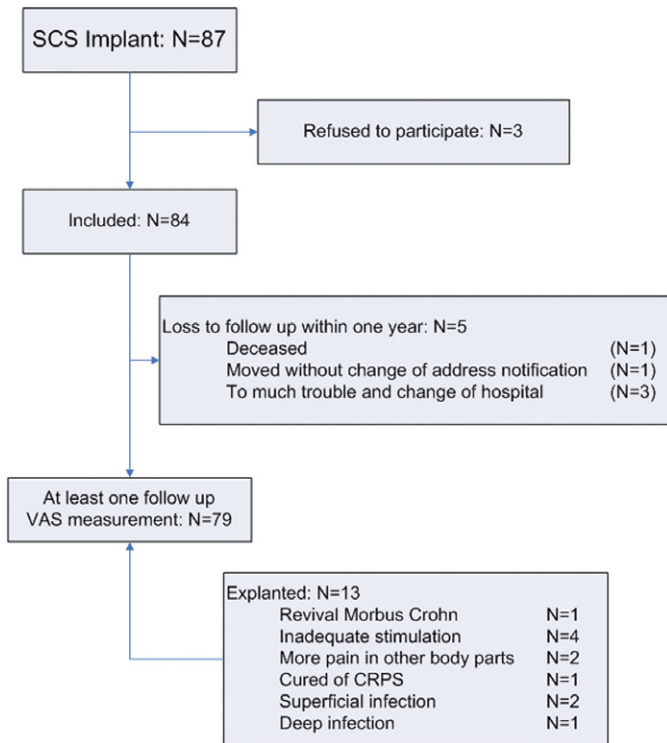 SCS Implant: N=87
Refused to participate: N=3
Included: N=84
Loss to follow up within one year: N=5
Deceased (N=1)
Moved without change of address notification (N=1)
To much trouble and change of hospital (N=3)
At least one follow up
VAS measurement: N=79
Explanted: N=13
Revival Morbus Crohn N=1
Inadequate stimulation N=4
More pain in other body parts N=2
Cured of CRPS N=1
Superficial infection N=2
Deep infection N=1